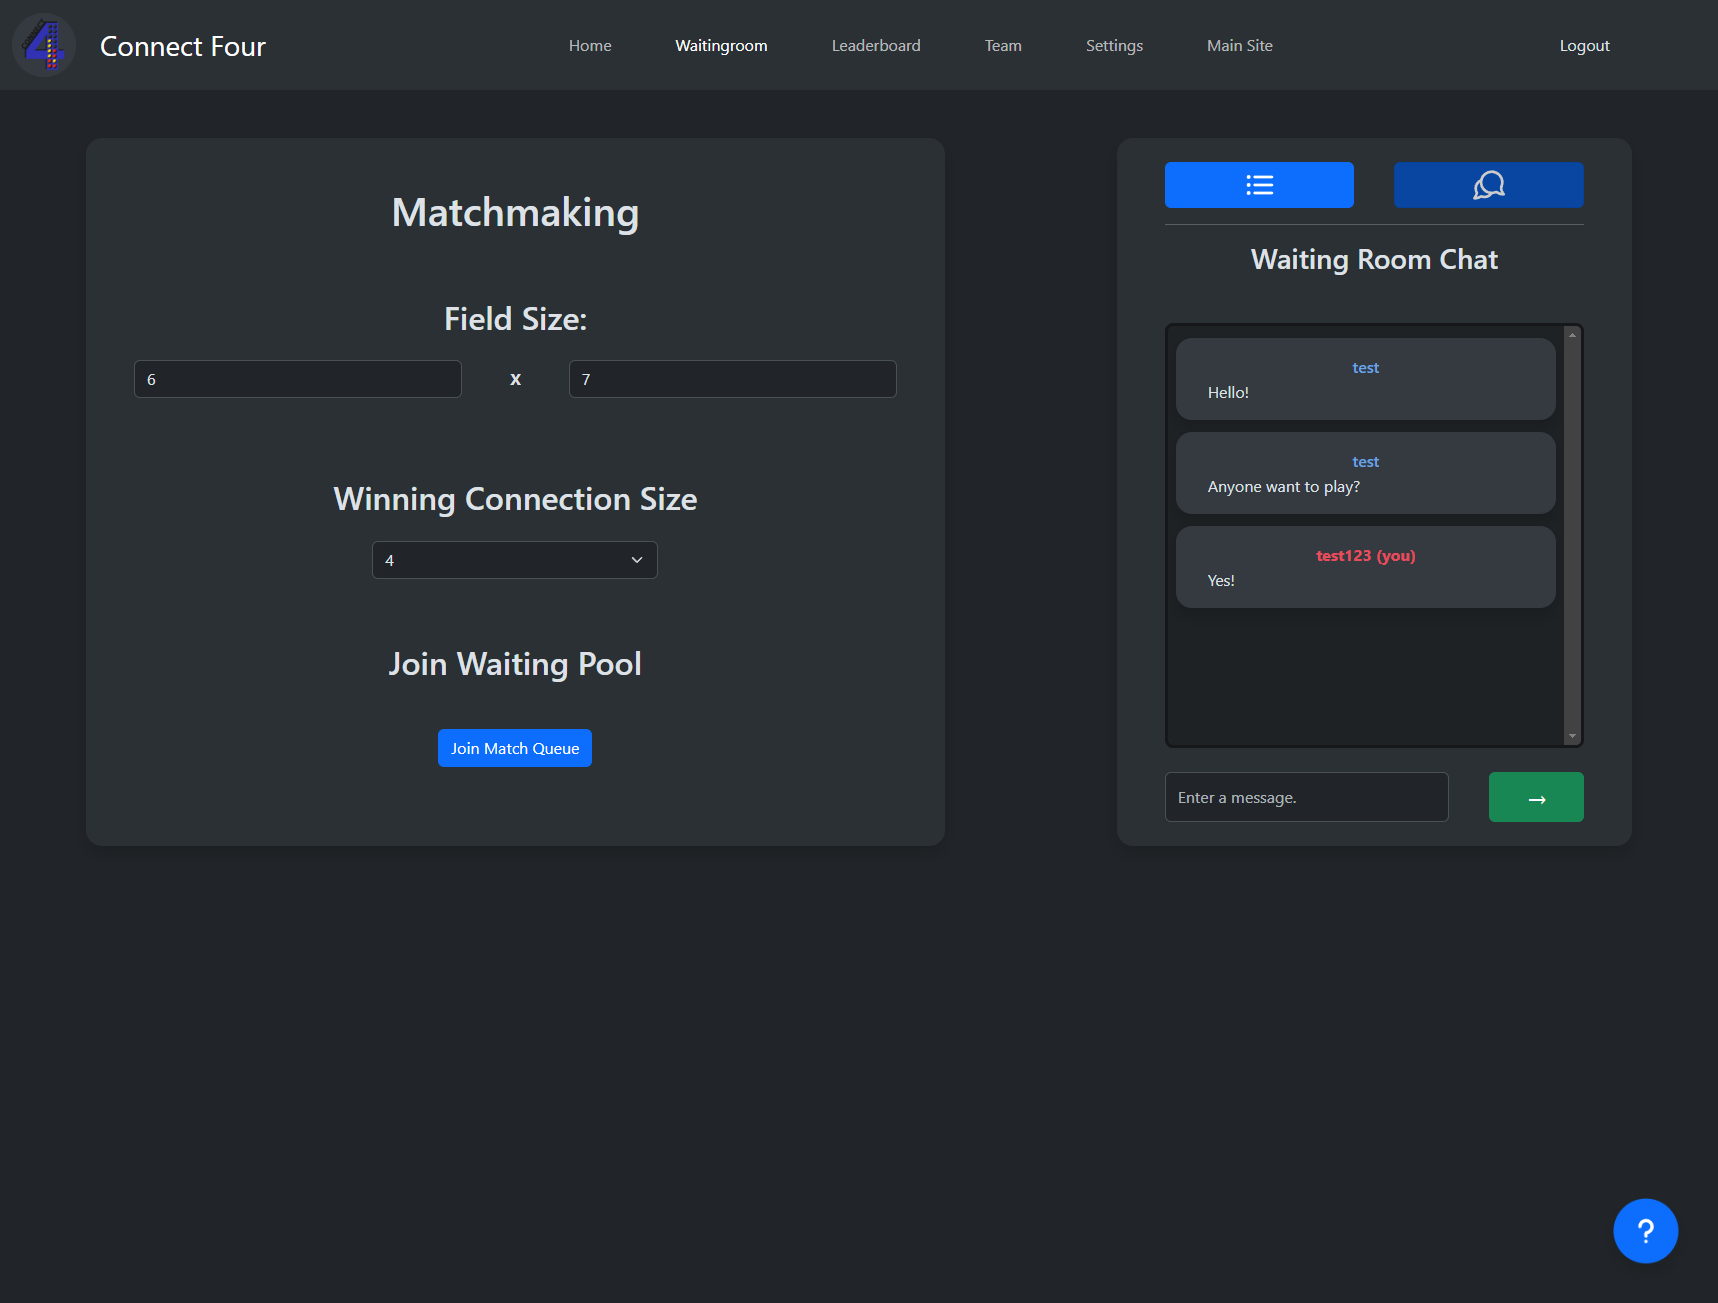 Connect Four
Home
Waitingroom
Leaderboard
Team
Settings
Main Site
Logout
Matchmaking
Field Size:
6
x
7
Winning Connection Size
4
Join Waiting Pool
Join Match Queue
Waiting Room Chat
test
Hello!
test
Anyone want to play?
test123 (you)
Yes!
Enter a message.
→
?